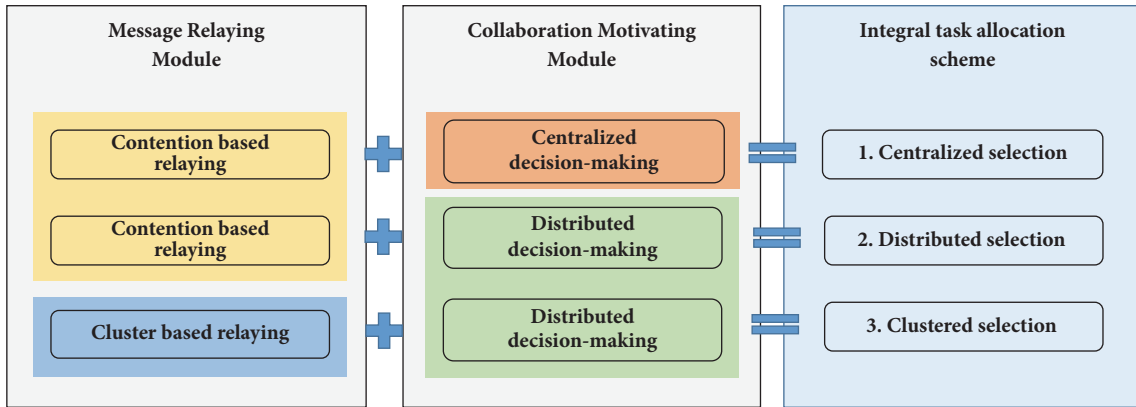 Message Relaying
Module
Collaboration Motivating
Module
Integral task allocation
scheme
Contention based
relaying
Centralized
decision-making
1. Centralized selection
Contention based
relaying
Distributed
decision-making
2. Distributed selection
Cluster based relaying
Distributed
decision-making
3. Clustered selection